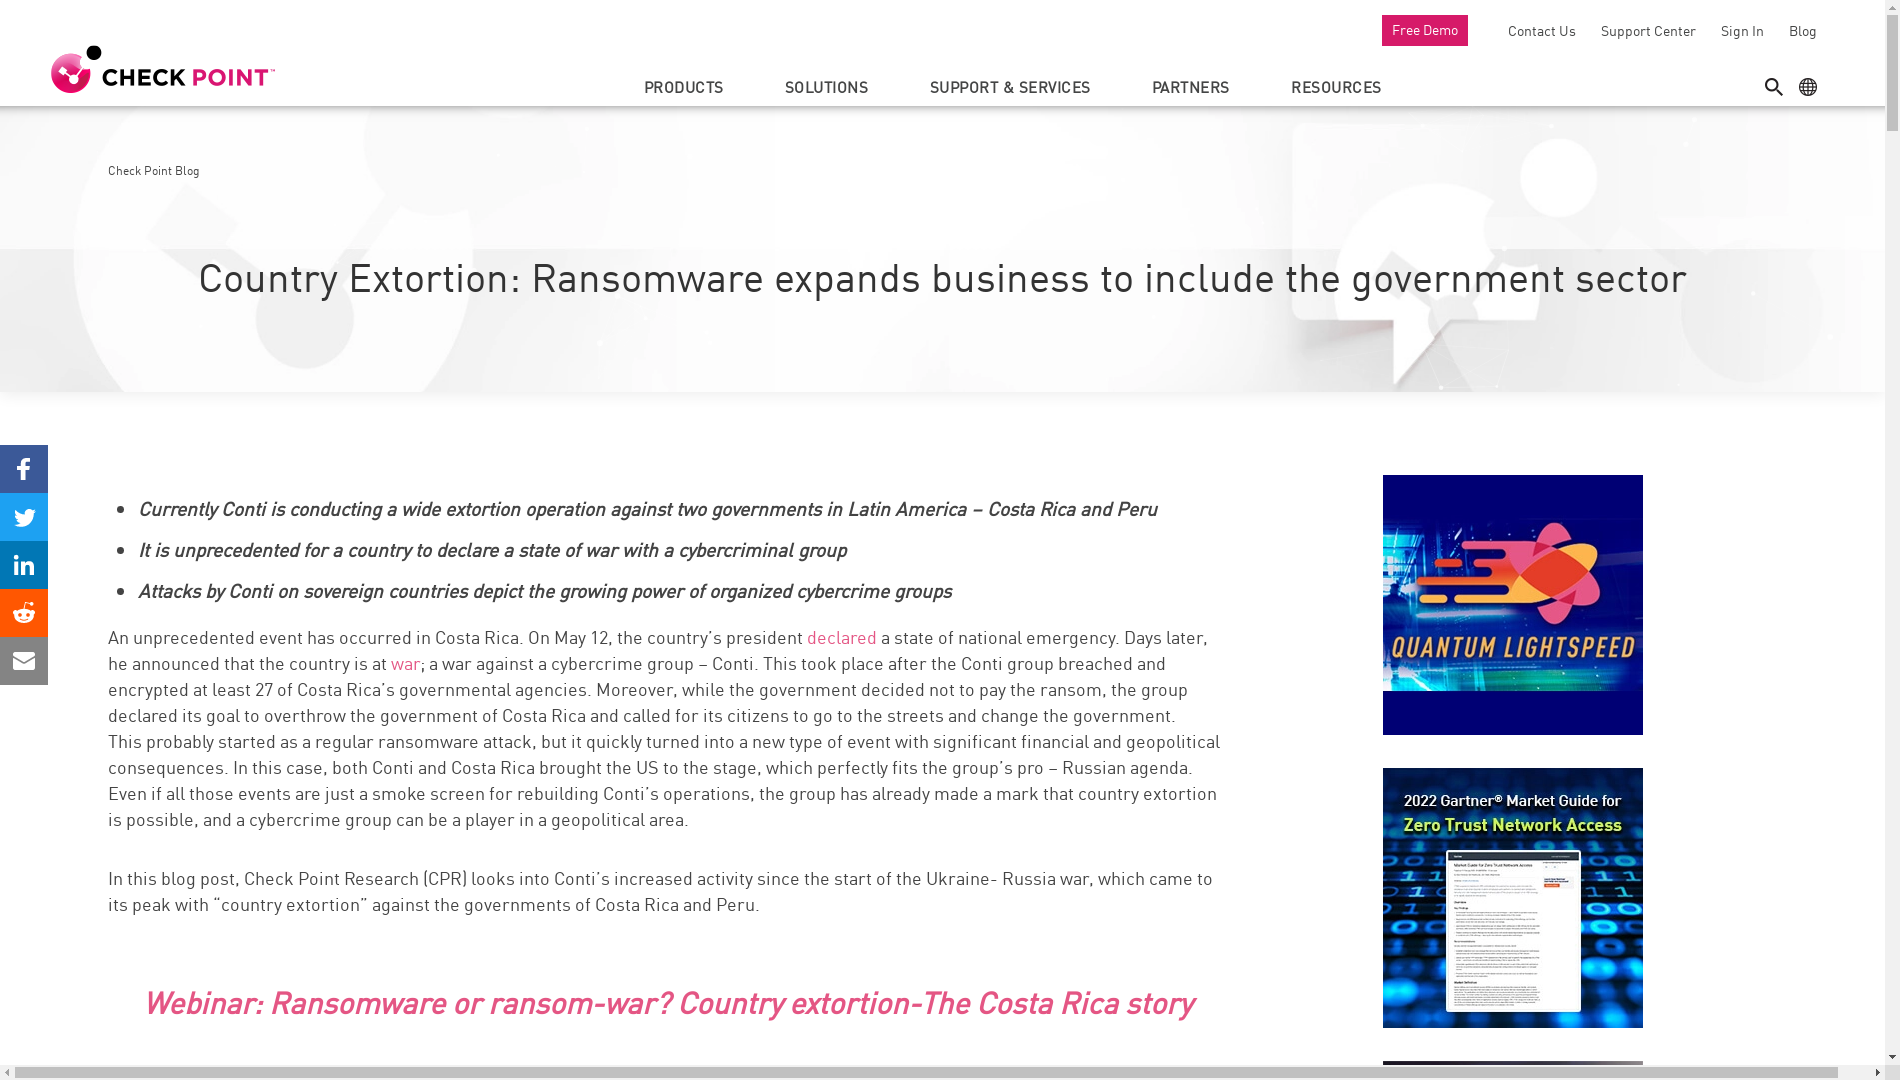 Free Demo
Contact Us
Support Center
Sign In
Blog
CHECK POINT™
PRODUCTS
SOLUTIONS
SUPPORT & SERVICES
PARTNERS
RESOURCES
Check Point Blog
Country Extortion: Ransomware expands business to include the government sector
• Currently Conti is conducting a wide extortion operation against two governments in Latin America – Costa Rica and Peru
• It is unprecedented for a country to declare a state of war with a cybercriminal group
• Attacks by Conti on sovereign countries depict the growing power of organized cybercrime groups
An unprecedented event has occurred in Costa Rica. On May 12, the country’s president declared a state of national emergency. Days later,
he announced that the country is at war; a war against a cybercrime group – Conti. This took place after the Conti group breached and
encrypted at least 27 of Costa Rica’s governmental agencies. Moreover, while the government decided not to pay the ransom, the group
declared its goal to overthrow the government of Costa Rica and called for its citizens to go to the streets and change the government.
This probably started as a regular ransomware attack, but it quickly turned into a new type of event with significant financial and geopolitical
consequences. In this case, both Conti and Costa Rica brought the US to the stage, which perfectly fits the group’s pro – Russian agenda.
Even if all those events are just a smoke screen for rebuilding Conti’s operations, the group has already made a mark that country extortion
is possible, and a cybercrime group can be a player in a geopolitical area.
In this blog post, Check Point Research (CPR) looks into Conti’s increased activity since the start of the Ukraine- Russia war, which came to
its peak with “country extortion” against the governments of Costa Rica and Peru.
Webinar: Ransomware or ransom-war? Country extortion-The Costa Rica story
QUANTUM LIGHTSPEED
2022 Gartner® Market Guide for
Zero Trust Network Access
Market Guide for Zero Trust Network Access